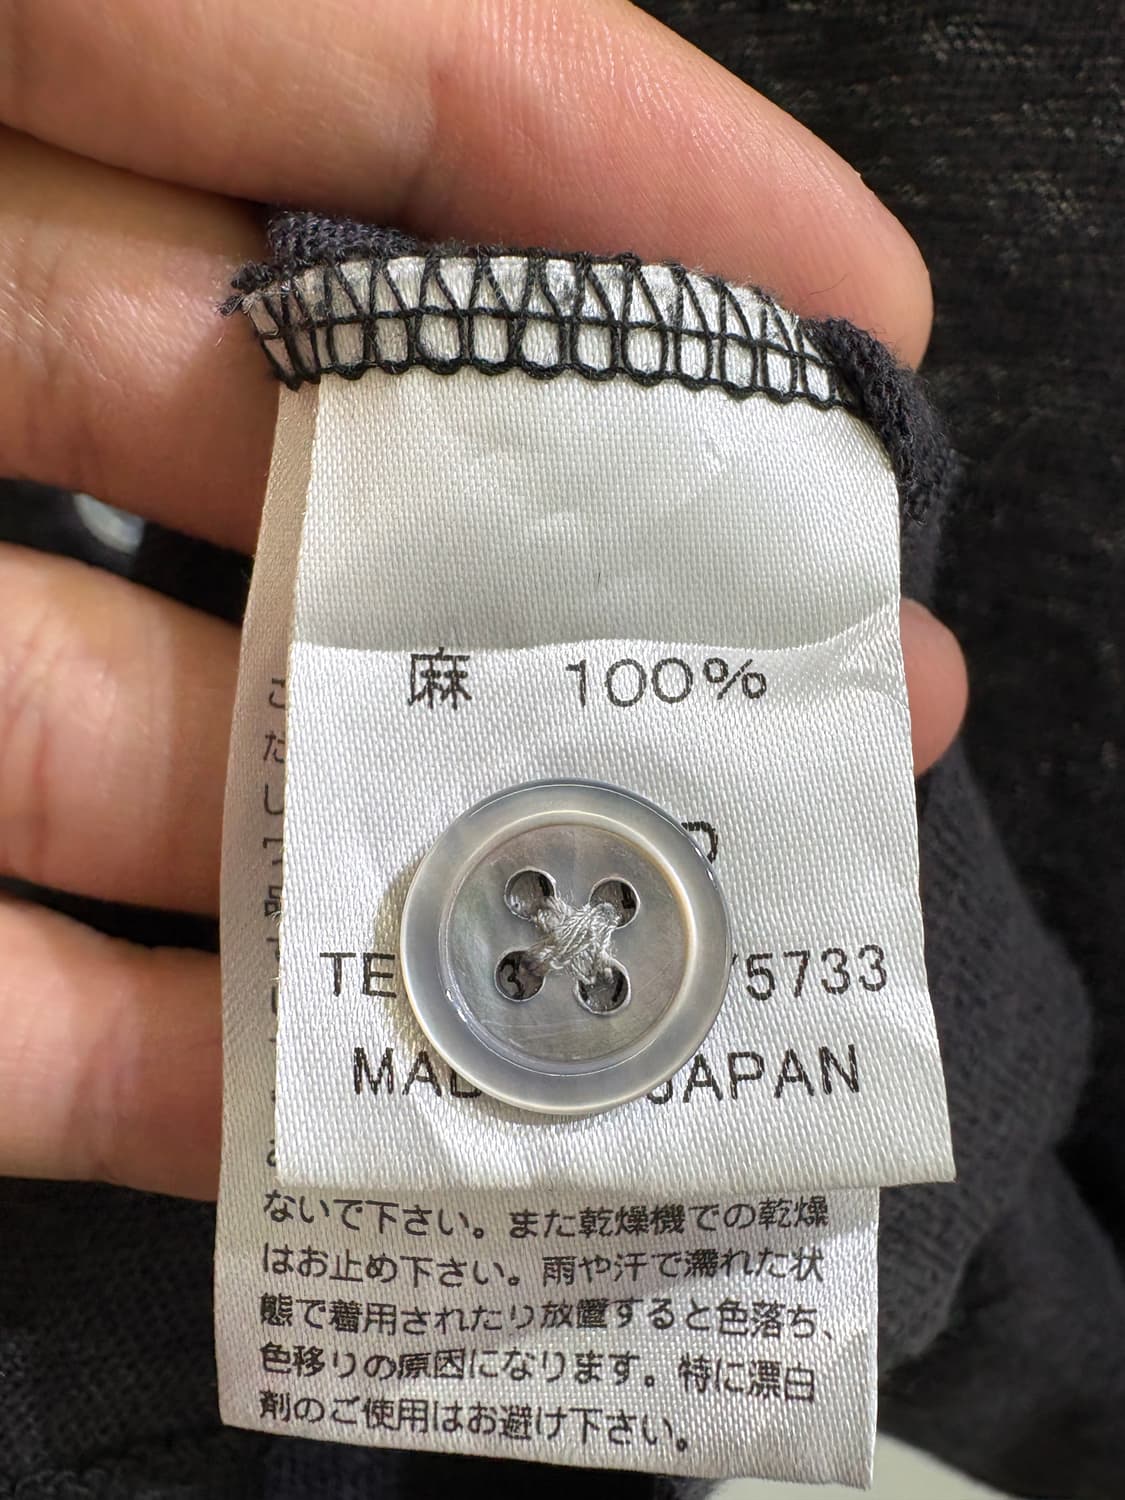 麻 100%
TE
5733
MAD JAPAN
ないで下さい。また乾燥機での乾燥
はお止め下さい。雨や汗で濡れた状
態で着用されたり放置すると色落ち、
色移りの原因になります。特に漂白
剤のご使用はお避け下さい。